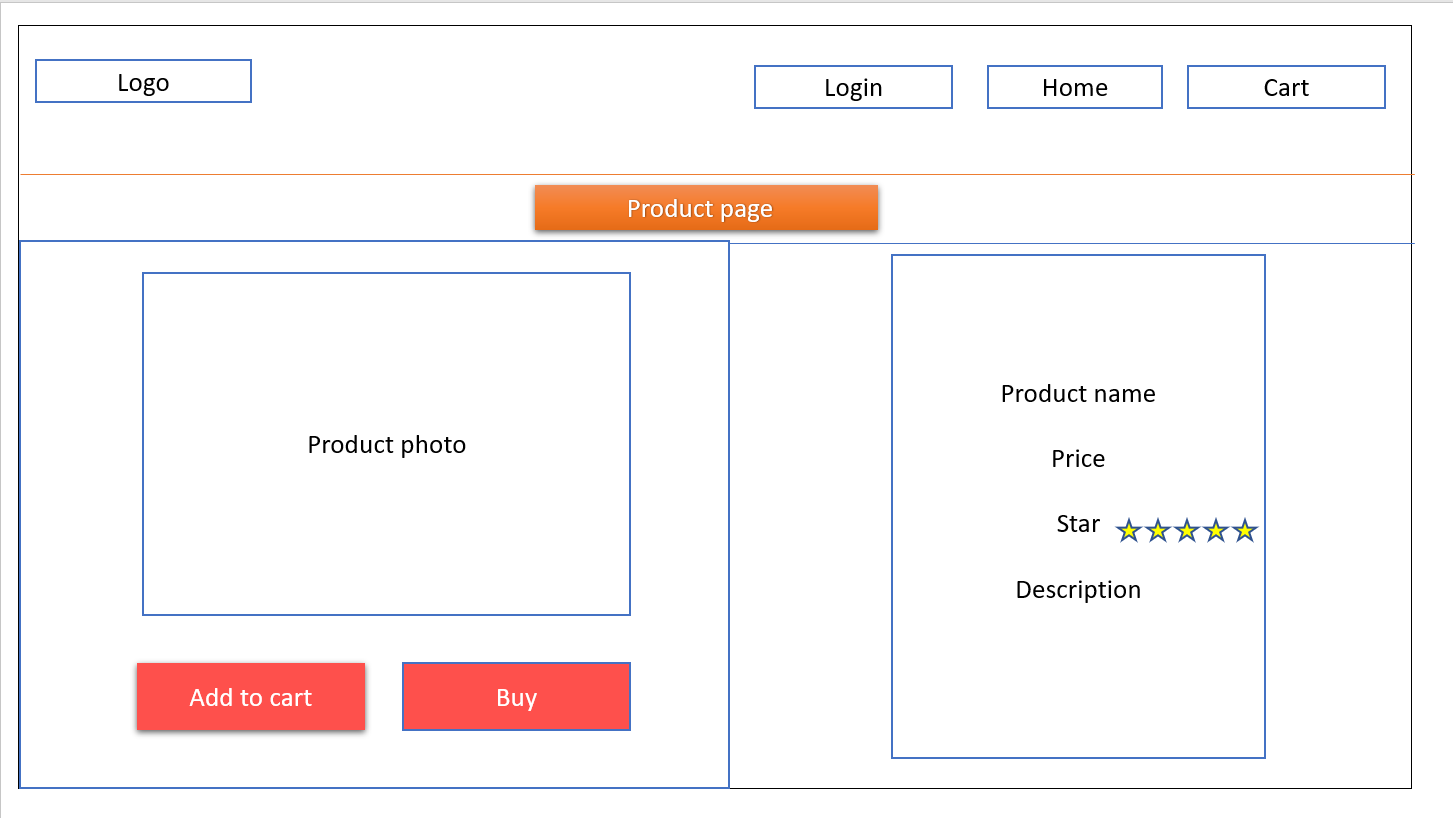 Logo
Login
Home
Cart
Product page
Product photo
Add to cart
Buy
Product name
Price
Star
Description